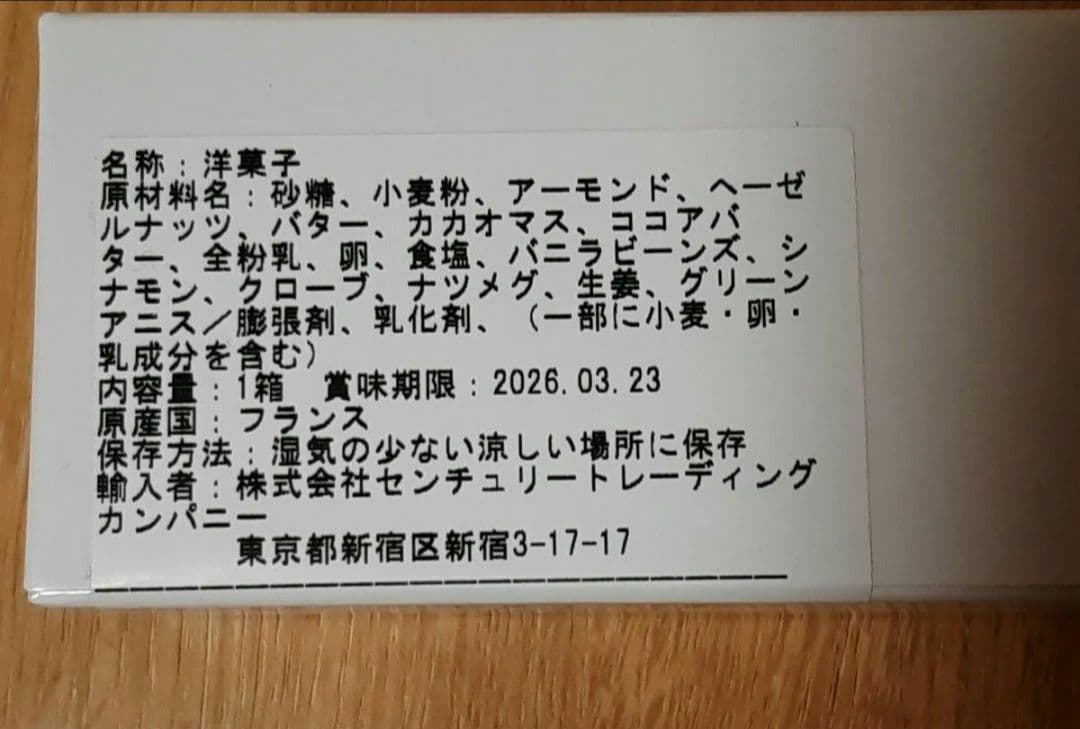 名称：洋菓子
原材料名：砂糖、小麦粉、アーモンド、ヘーゼ
ルナッツ、バター、カカオマス、ココアバ
ター、全粉乳、卵、食塩、バニラビーンズ、シ
ナモン、クローブ、ナツメグ、生姜、グリーン
アニス／膨張剤、乳化剤、（一部に小麦・卵・
乳成分を含む）
内容量：1箱　賞味期限：2026.03.23
原産国：フランス
保存方法：湿気の少ない涼しい場所に保存
輸入者：株式会社センチュリートレーディング
カンパニー
東京都新宿区新宿3-17-17